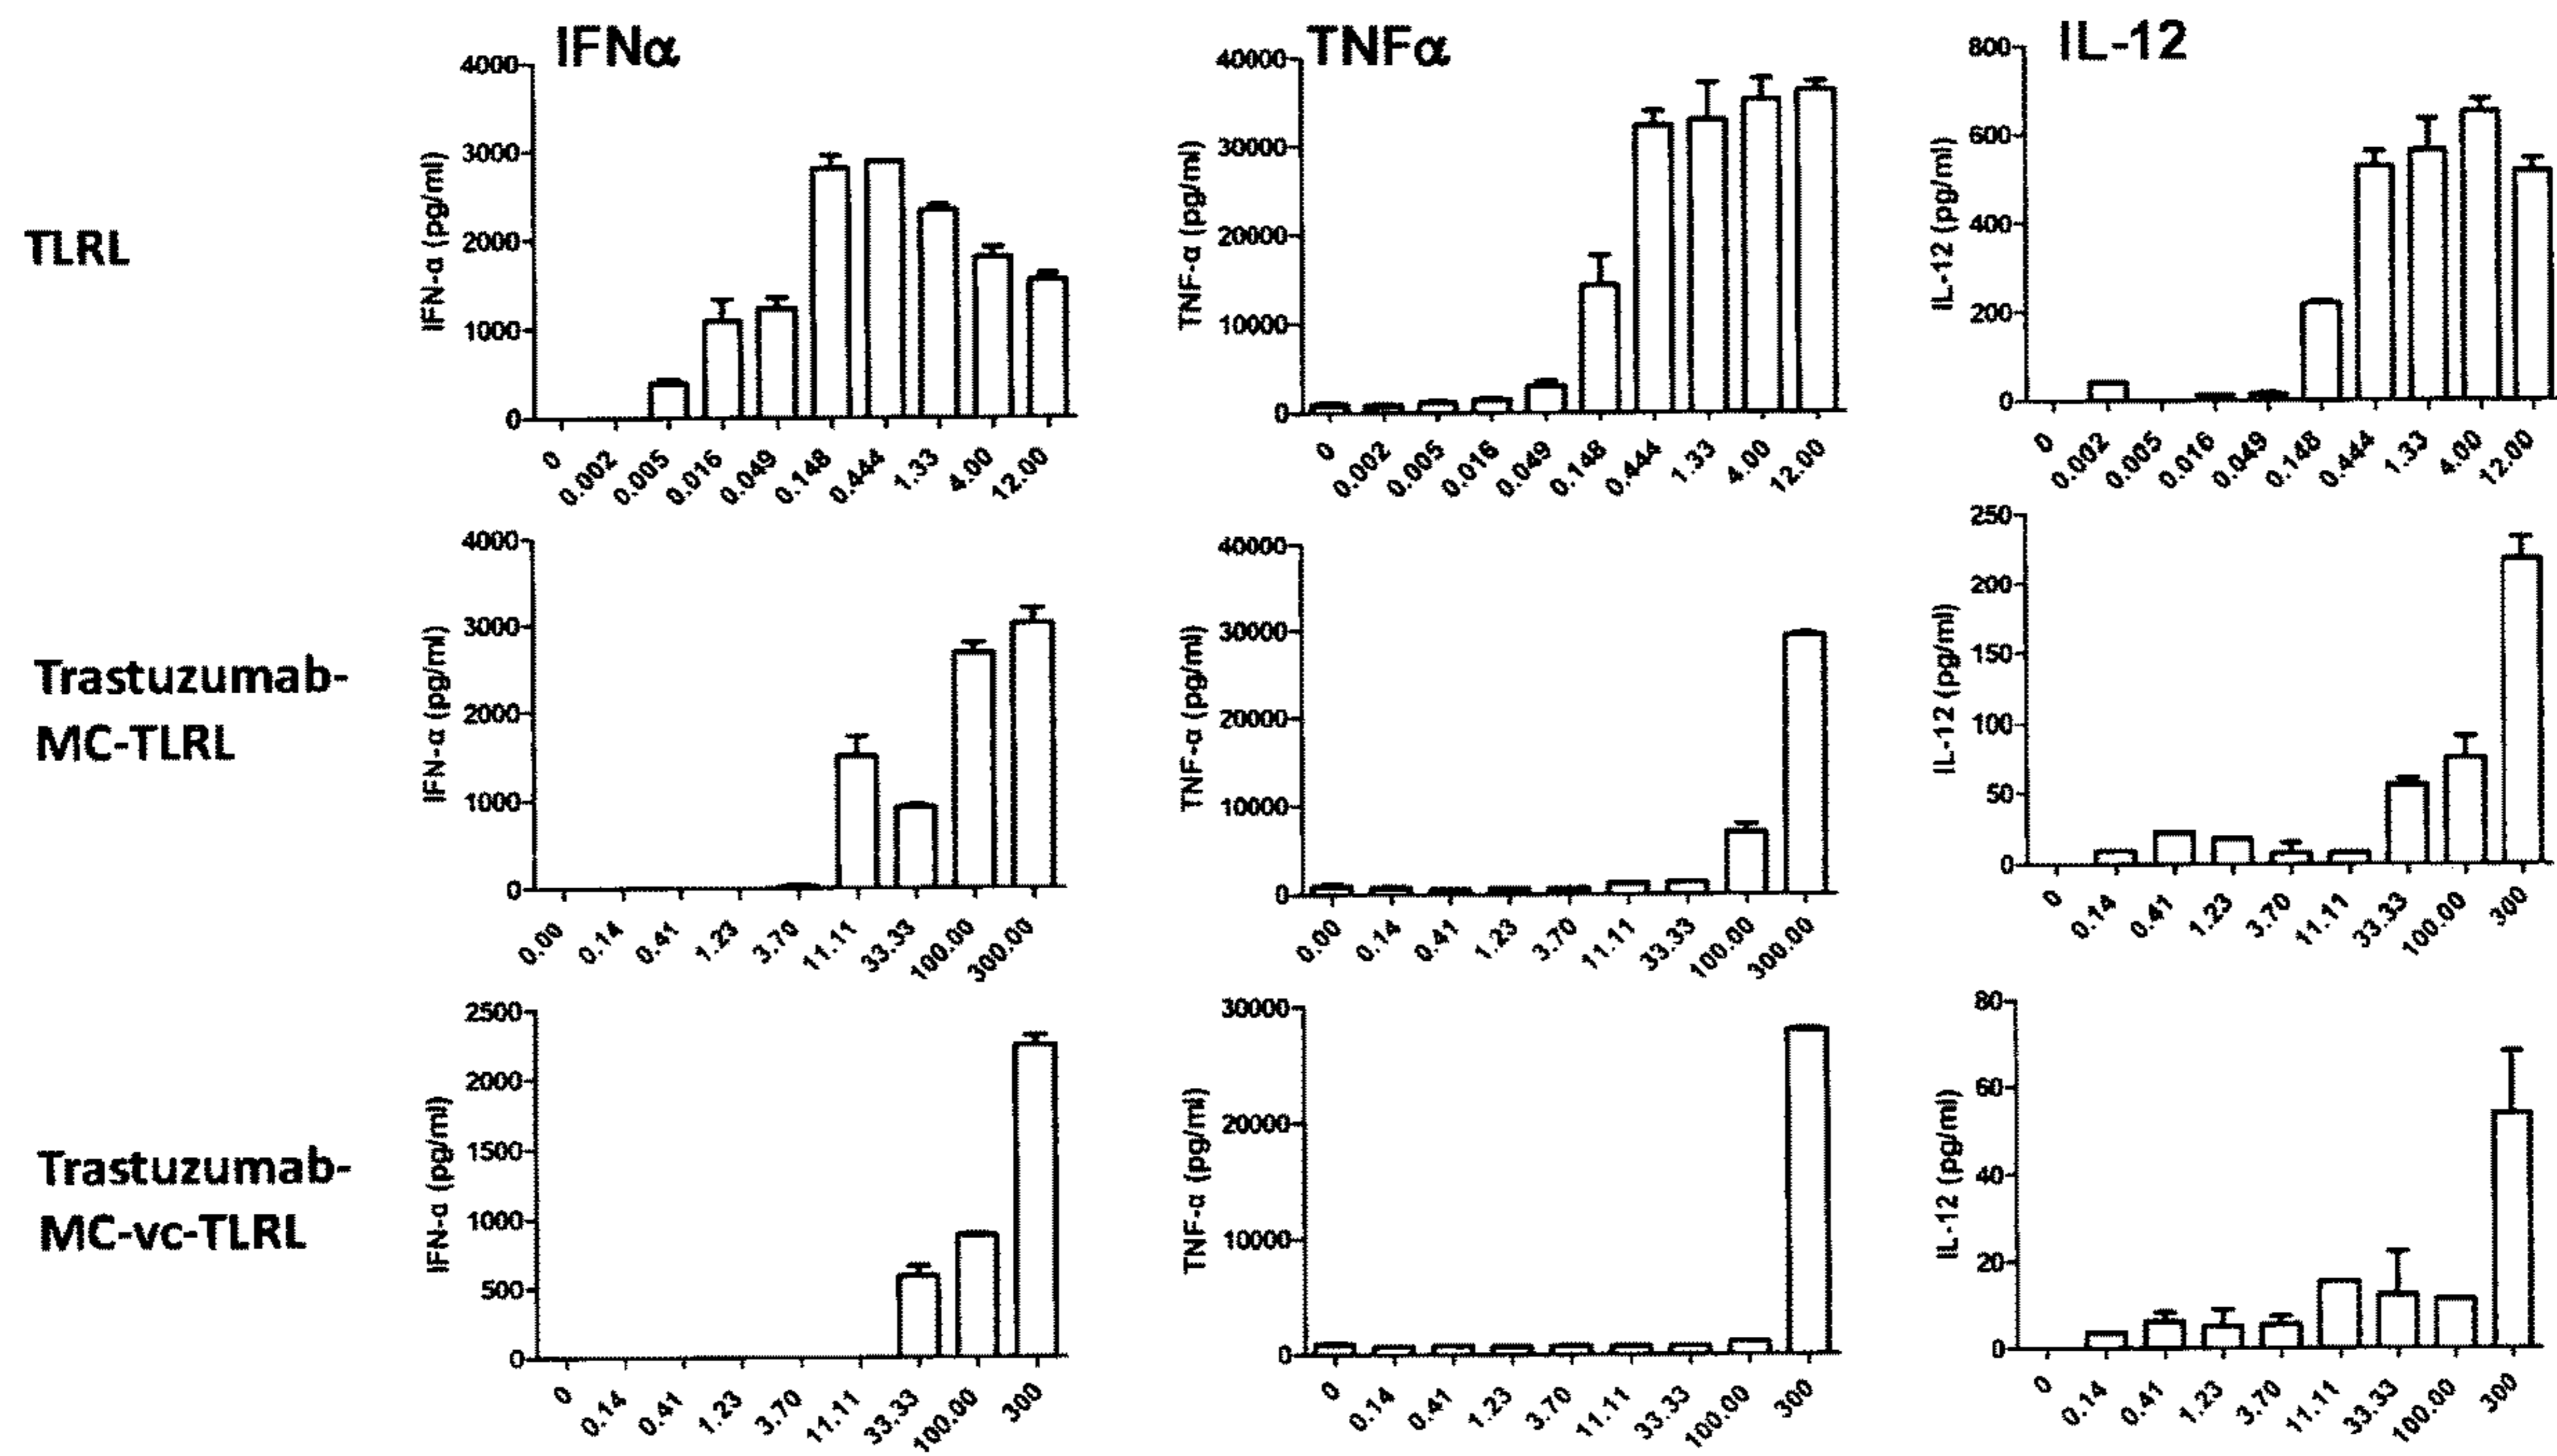 IFNα
TNFα
IL-12
TLRL
IFN-α (pg/ml)
4000
3000
2000
1000
0
0 0.002 0.005 0.016 0.049 0.148 0.444 1.33 4.00 12.00
TNF-α (pg/ml)
40000
30000
20000
10000
0
0 0.002 0.005 0.016 0.049 0.148 0.444 1.33 4.00 12.00
IL-12 (pg/ml)
800
600
400
200
0
0 0.002 0.005 0.016 0.049 0.148 0.444 1.33 4.00 12.00
Trastuzumab-
MC-TLRL
IFN-α (pg/ml)
4000
3000
2000
1000
0
0.00 0.14 0.41 1.23 3.70 11.11 33.33 100.00 300.00
TNF-α (pg/ml)
40000
30000
20000
10000
0
0.00 0.14 0.41 1.23 3.70 11.11 33.33 100.00 300.00
IL-12 (pg/ml)
250
200
150
100
50
0
0 0.14 0.41 1.23 3.70 11.11 33.33 100.00 300
Trastuzumab-
MC-vc-TLRL
IFN-α (pg/ml)
2500
2000
1500
1000
500
0
0 0.14 0.41 1.23 3.70 11.11 33.33 100.00 300
TNF-α (pg/ml)
30000
20000
10000
0
0 0.14 0.41 1.23 3.70 11.11 33.33 100.00 300
IL-12 (pg/ml)
80
60
40
20
0
0 0.14 0.41 1.23 3.70 11.11 33.33 100.00 300